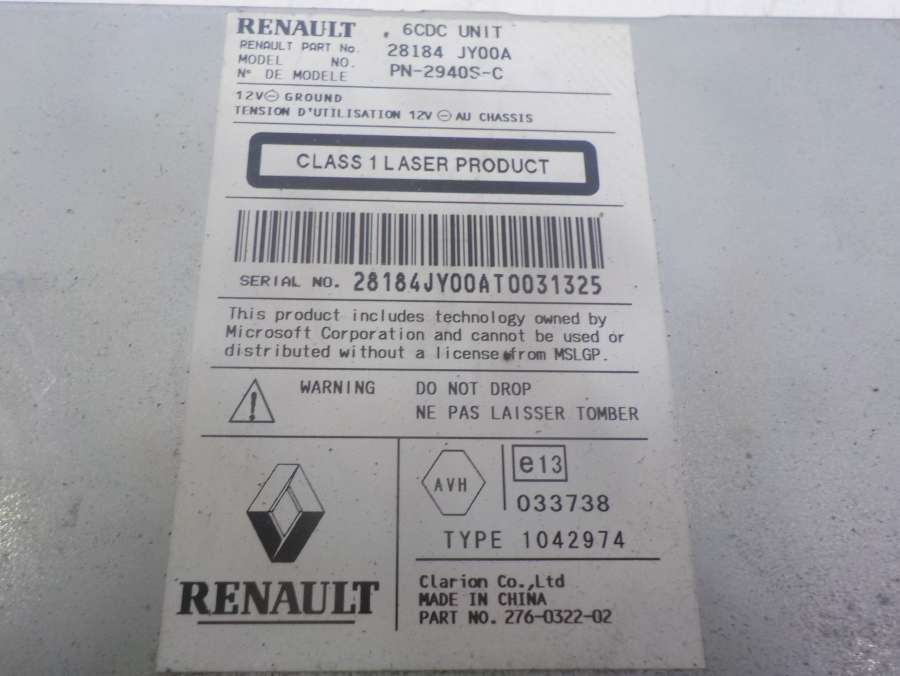 RENAULT 6CDC UNIT
RENAULT PART No. 28184 JY00A
MODEL NO. PN-2940S-C
N° DE MODELE
12V ⊖ GROUND
TENSION D'UTILISATION 12V ⊖ AU CHASSIS
CLASS 1 LASER PRODUCT
SERIAL NO. 28184JY00AT0031325
This product includes technology owned by
Microsoft Corporation and cannot be used or
distributed without a license from MSLGP.
WARNING DO NOT DROP
NE PAS LAISSER TOMBER
AVH e13
033738
TYPE 1042974
RENAULT
Clarion Co.,Ltd
MADE IN CHINA
PART NO. 276-0322-02